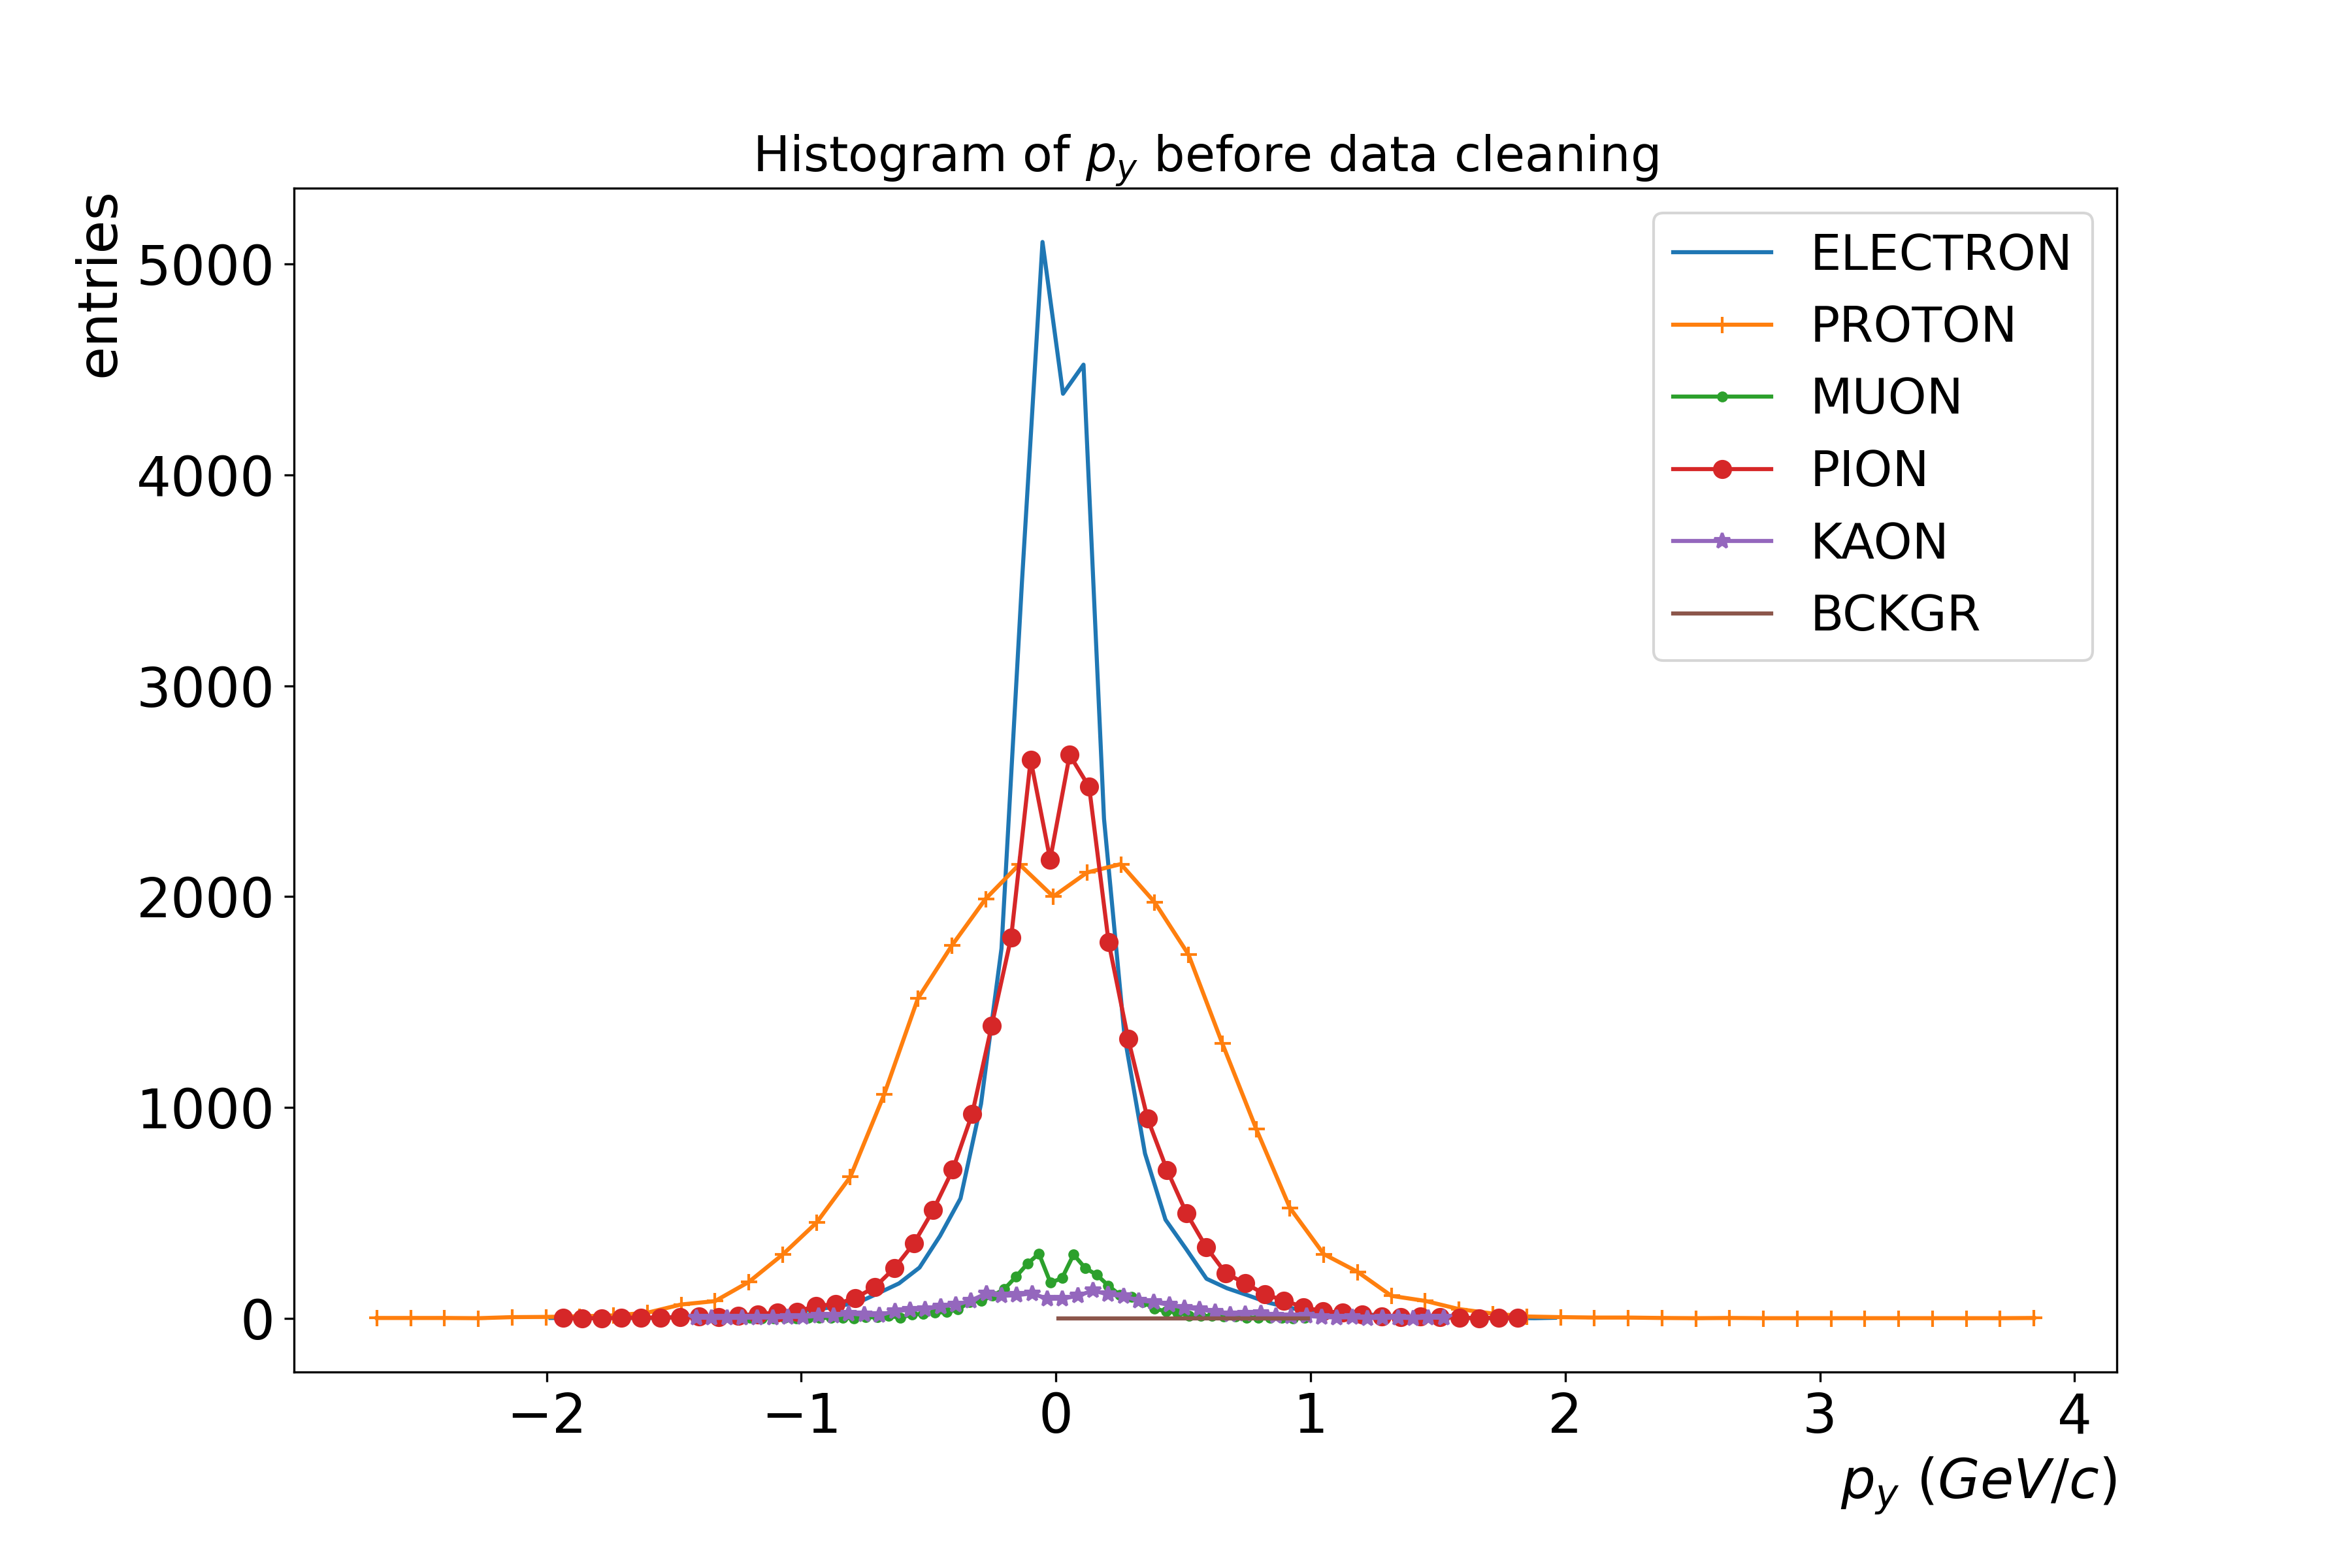 Histogram of p_y before data cleaning
entries
5000
4000
3000
2000
1000
0
ELECTRON
PROTON
MUON
PION
KAON
BCKGR
−2 −1 0 1 2 3 4
p_y (GeV/c)